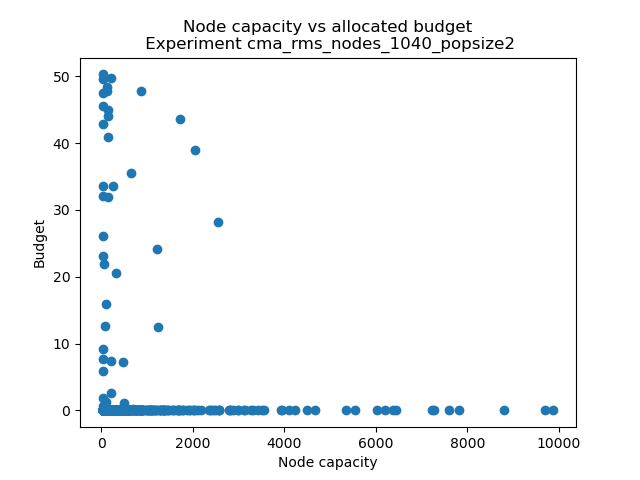 Node capacity vs allocated budget
Experiment cma_rms_nodes_1040_popsize2
50
40
30
20
10
0
Budget
0 2000 4000 6000 8000 10000
Node capacity